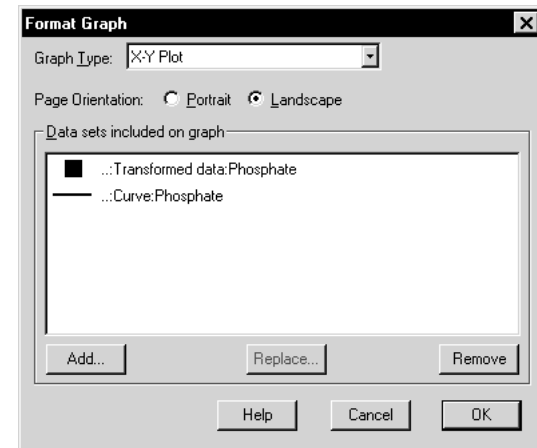 Format Graph
Graph Type: X-Y Plot
Page Orientation: Portrait Landscape
Data sets included on graph
..:Transformed data:Phosphate
..:Curve:Phosphate
Add... Replace... Remove
Help Cancel OK